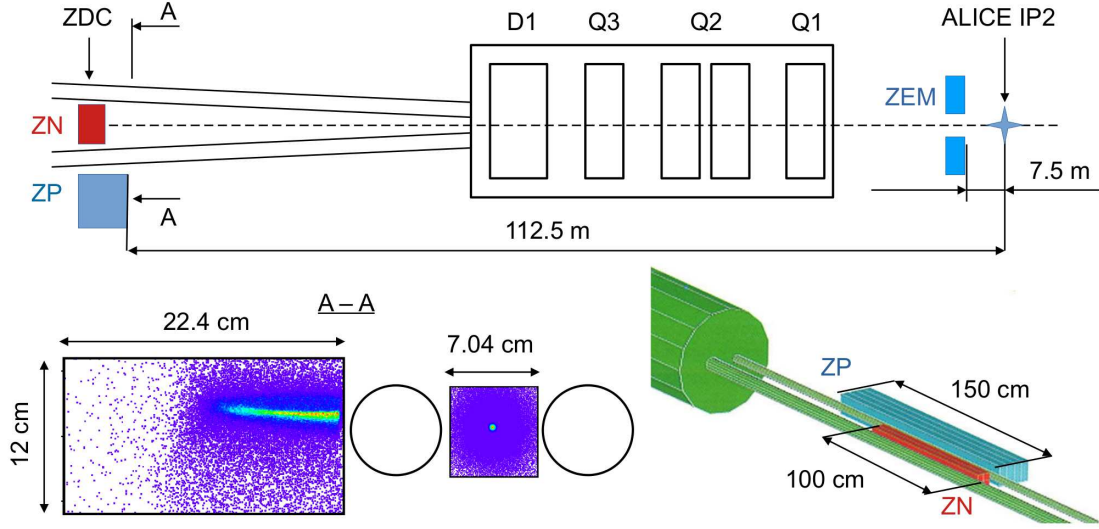 ZDC
A
D1
Q3
Q2
Q1
ALICE IP2
ZEM
ZN
ZP
A
7.5 m
112.5 m
A – A
22.4 cm
7.04 cm
12 cm
ZP
150 cm
100 cm
ZN